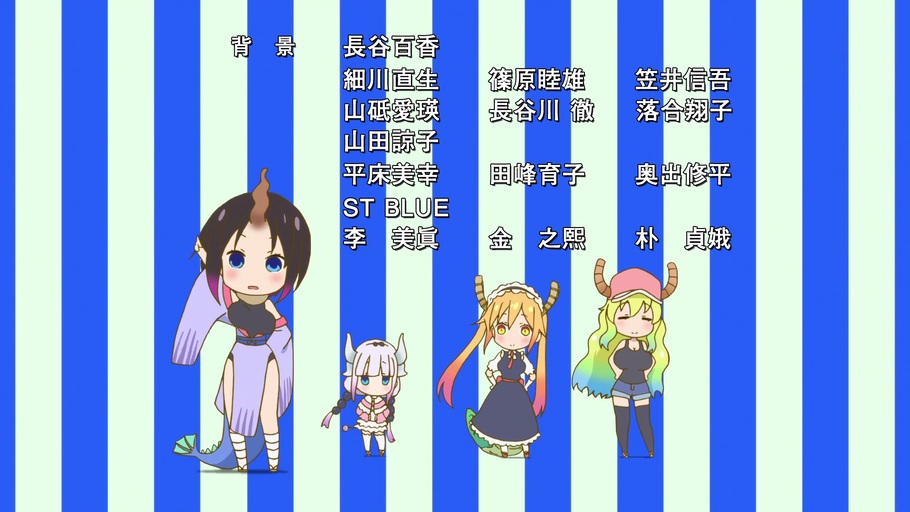 背　景　長谷百香
細川直生　篠原睦雄　笠井信吾
山砥愛瑛　長谷川 徹　落合翔子
山田諒子
平床美幸　田峰育子　奥出修平
ST BLUE
李　美眞　金　之熙　朴　貞娥